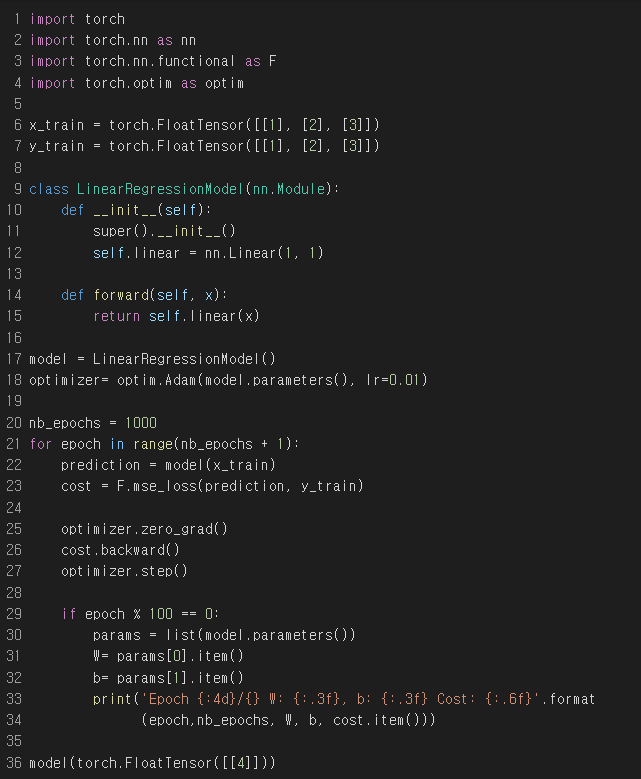 1 import torch
2 import torch.nn as nn
3 import torch.nn.functional as F
4 import torch.optim as optim
5
6 x_train = torch.FloatTensor([[1], [2], [3]])
7 y_train = torch.FloatTensor([[1], [2], [3]])
8
9 class LinearRegressionModel(nn.Module):
10     def __init__(self):
11         super().__init__()
12         self.linear = nn.Linear(1, 1)
13
14     def forward(self, x):
15         return self.linear(x)
16
17 model = LinearRegressionModel()
18 optimizer= optim.Adam(model.parameters(), lr=0.01)
19
20 nb_epochs = 1000
21 for epoch in range(nb_epochs + 1):
22     prediction = model(x_train)
23     cost = F.mse_loss(prediction, y_train)
24
25     optimizer.zero_grad()
26     cost.backward()
27     optimizer.step()
28
29     if epoch % 100 == 0:
30         params = list(model.parameters())
31         W= params[0].item()
32         b= params[1].item()
33         print('Epoch {:4d}/{} W: {:.3f}, b: {:.3f} Cost: {:.6f}'.format
34               (epoch,nb_epochs, W, b, cost.item()))
35
36 model(torch.FloatTensor([[4]]))